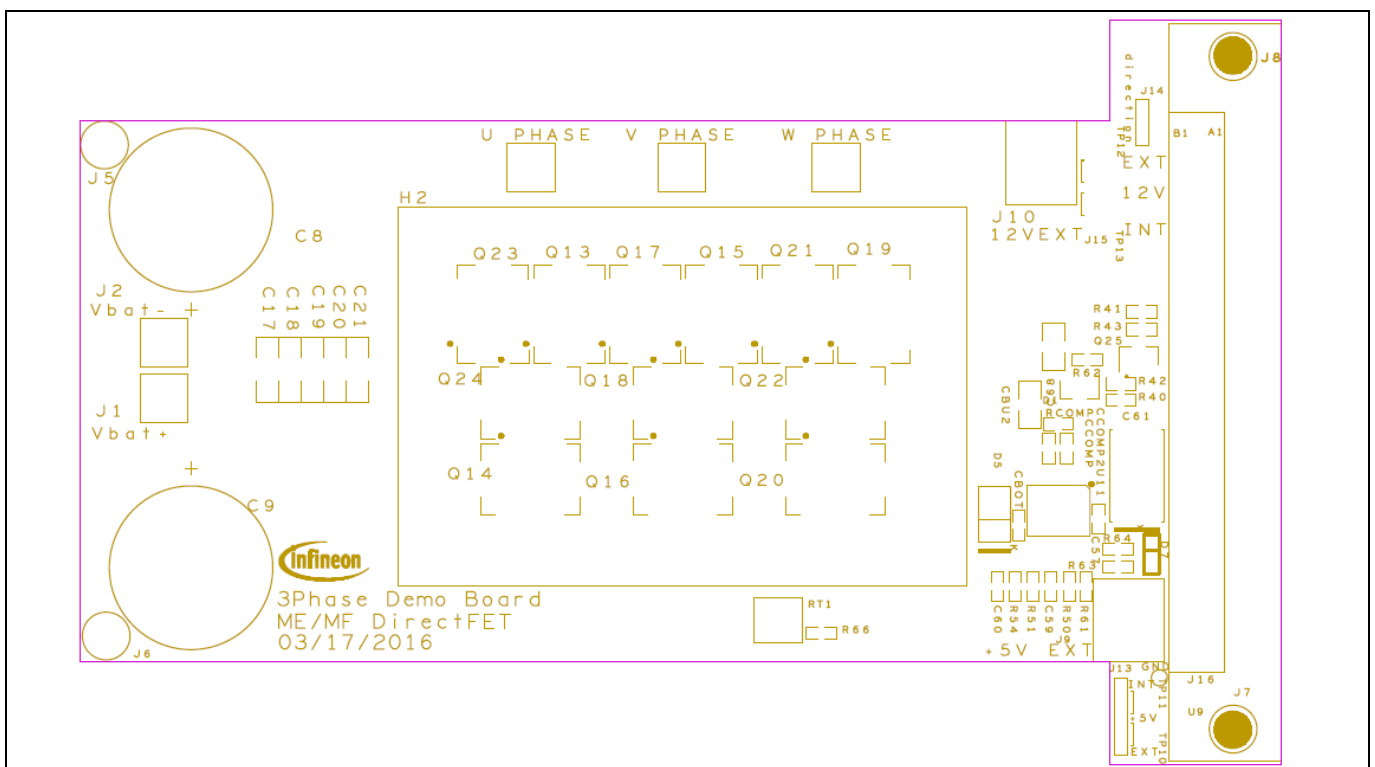 J8
direction
J14
TP12
B1
A1
U PHASE
V PHASE
W PHASE
EXT
12V
INT
J5
H2
J10
12VEXT
J15
TP13
C8
Q23
Q13
Q17
Q15
Q21
Q19
J2
Vbat-
+
C17
C18
C19
C20
C21
R41
R43
Q25
R62
R42
R40
C61
Q24
Q18
Q22
CBU2
RCOMP
CCOMP
CCOMP2
U11
J1
Vbat+
+
Q14
Q16
Q20
D5
CBOT
K
C9
C57
R64
D7
R63
infineon
3Phase Demo Board
ME/MF DirectFET
03/17/2016
RT1
R66
C60
R54
R51
C59
R50
R61
J9
+5V EXT
J6
J13
GND
INT
TP11
J16
J7
U9
+5V
EXT
TP10